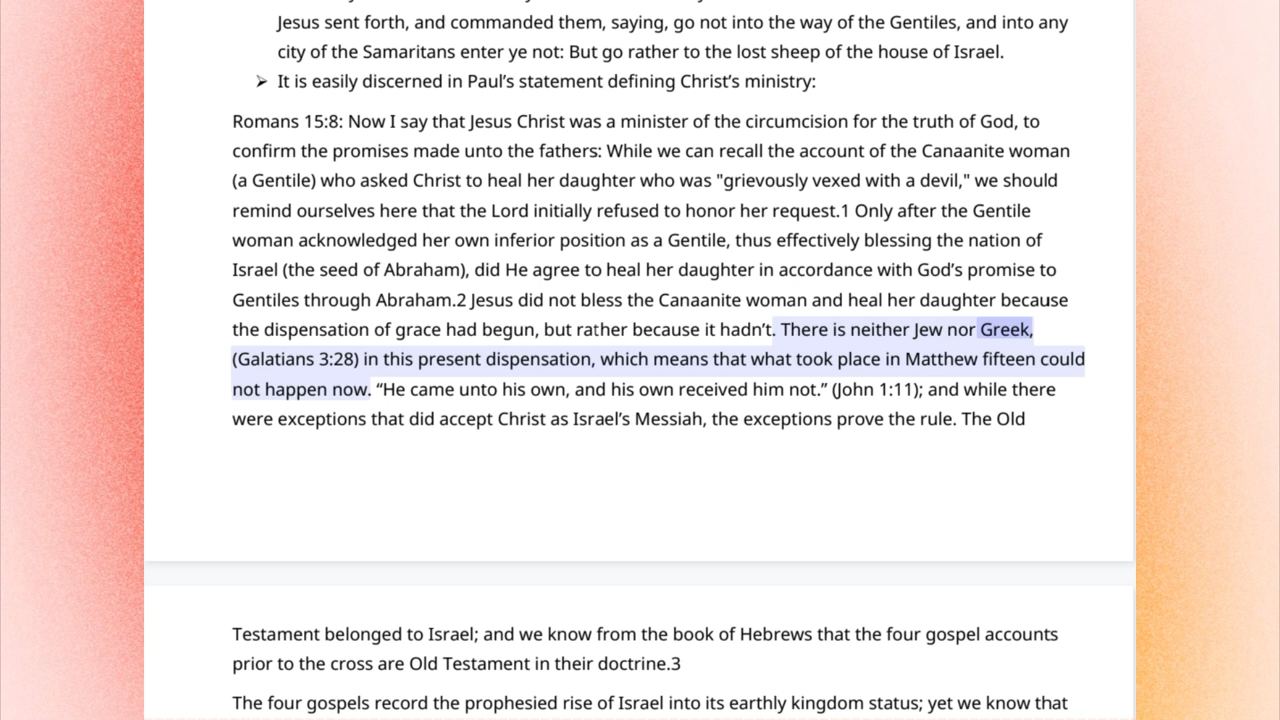 Jesus sent forth, and commanded them, saying, go not into the way of the Gentiles, and into any
city of the Samaritans enter ye not: But go rather to the lost sheep of the house of Israel.
➢ It is easily discerned in Paul’s statement defining Christ’s ministry:
Romans 15:8: Now I say that Jesus Christ was a minister of the circumcision for the truth of God, to
confirm the promises made unto the fathers: While we can recall the account of the Canaanite woman
(a Gentile) who asked Christ to heal her daughter who was "grievously vexed with a devil," we should
remind ourselves here that the Lord initially refused to honor her request.1 Only after the Gentile
woman acknowledged her own inferior position as a Gentile, thus effectively blessing the nation of
Israel (the seed of Abraham), did He agree to heal her daughter in accordance with God’s promise to
Gentiles through Abraham.2 Jesus did not bless the Canaanite woman and heal her daughter because
the dispensation of grace had begun, but rather because it hadn’t. There is neither Jew nor Greek,
(Galatians 3:28) in this present dispensation, which means that what took place in Matthew fifteen could
not happen now. “He came unto his own, and his own received him not.” (John 1:11); and while there
were exceptions that did accept Christ as Israel’s Messiah, the exceptions prove the rule. The Old
Testament belonged to Israel; and we know from the book of Hebrews that the four gospel accounts
prior to the cross are Old Testament in their doctrine.3
The four gospels record the prophesied rise of Israel into its earthly kingdom status; yet we know that